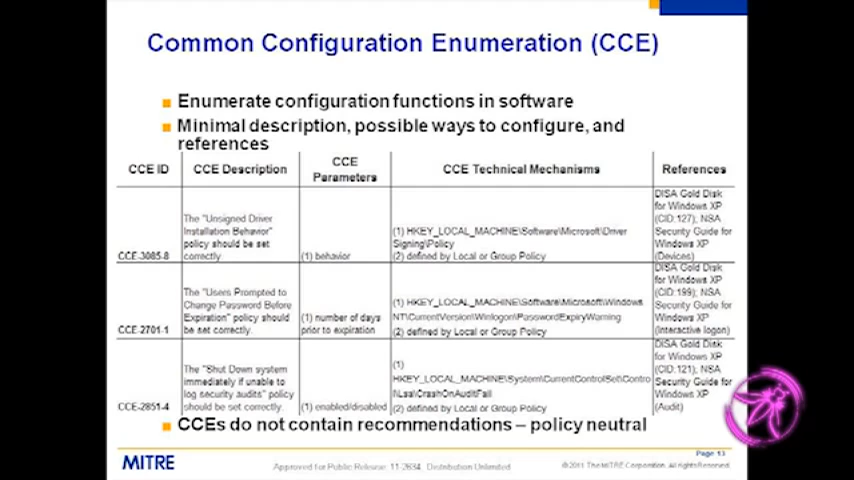 Common Configuration Enumeration (CCE)
Enumerate configuration functions in software
Minimal description, possible ways to configure, and
references
CCE ID
CCE Description
CCE
Parameters
CCE Technical Mechanisms
References
CCE-3085-8
The "Unsigned Driver
Installation Behavior"
policy should be set
correctly.
(1) behavior
(1) HKEY_LOCAL_MACHINE\Software\Microsoft\Driver
Signing\Policy
(2) defined by Local or Group Policy
DISA Gold Disk
for Windows XP
(CID:127); NSA
Security Guide for
Windows XP
(Devices)
CCE-2701-1
The "Users Prompted to
Change Password Before
Expiration" policy should
be set correctly.
(1) number of days
prior to expiration
(1) HKEY_LOCAL_MACHINE\Software\Microsoft\Windows
NT\CurrentVersion\Winlogon\PasswordExpiryWarning
(2) defined by Local or Group Policy
DISA Gold Disk
for Windows XP
(CID:199); NSA
Security Guide for
Windows XP
(Interactive logon)
CCE-2851-4
The "Shut Down system
immediately if unable to
log security audits" policy
should be set correctly.
(1) enabled/disabled
(1)
HKEY_LOCAL_MACHINE\System\CurrentControlSet\Contro
l\Lsa\CrashOnAuditFail
(2) defined by Local or Group Policy
DISA Gold Disk
for Windows XP
(CID:121); NSA
Security Guide for
Windows XP
(Audit)
CCEs do not contain recommendations – policy neutral
Page 13
MITRE
Approved for Public Release: 11-2634 Distribution Unlimited
© 2011 The MITRE Corporation. All rights Reserved.